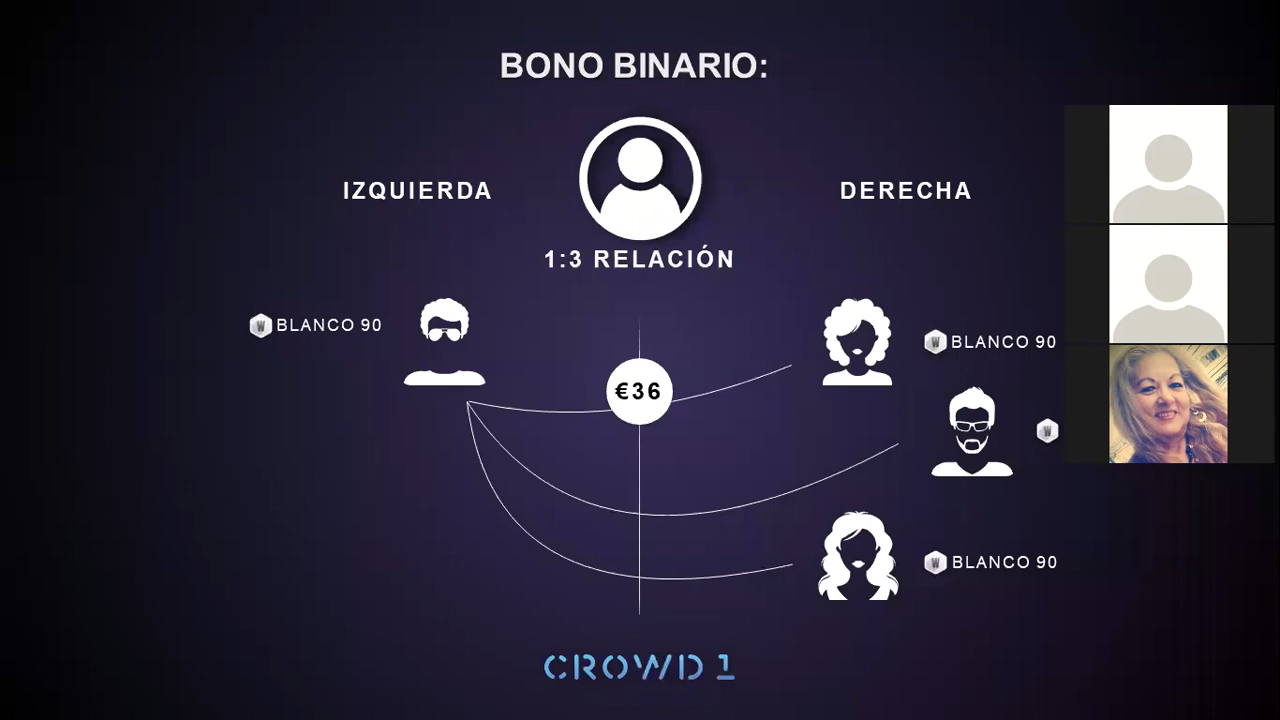 BONO BINARIO:
IZQUIERDA
DERECHA
1:3 RELACIÓN
W BLANCO 90
W BLANCO 90
€36
W
W BLANCO 90
CROWD 1